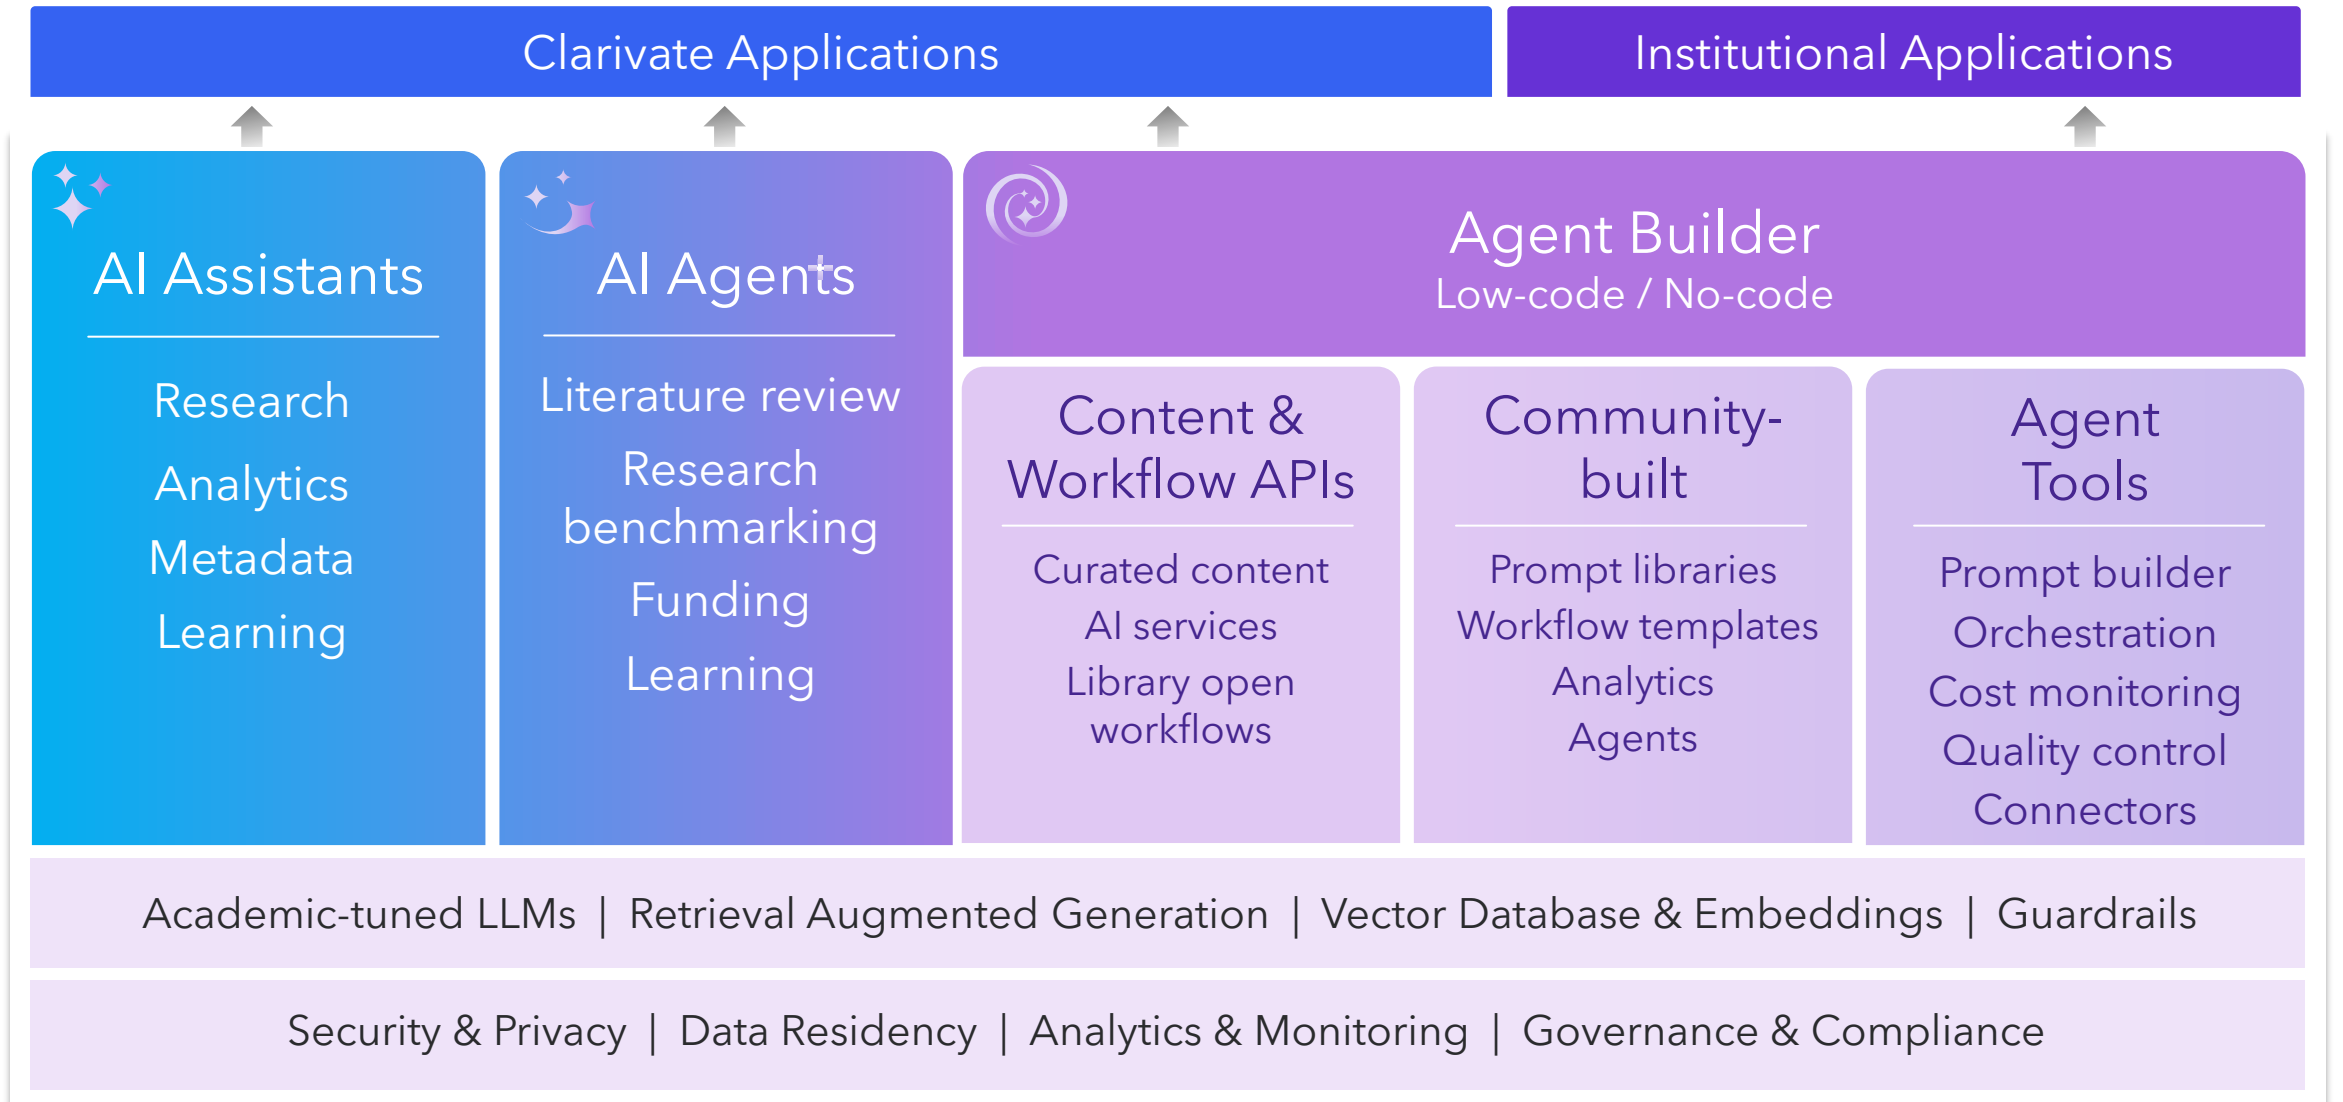 Clarivate Applications
Institutional Applications
AI Assistants
Research
Analytics
Metadata
Learning
AI Agents
Literature review
Research
benchmarking
Funding
Learning
Agent Builder
Low-code / No-code
Content &
Workflow APIs
Curated content
AI services
Library open
workflows
Community-
built
Prompt libraries
Workflow templates
Analytics
Agents
Agent
Tools
Prompt builder
Orchestration
Cost monitoring
Quality control
Connectors
Academic-tuned LLMs | Retrieval Augmented Generation | Vector Database & Embeddings | Guardrails
Security & Privacy | Data Residency | Analytics & Monitoring | Governance & Compliance